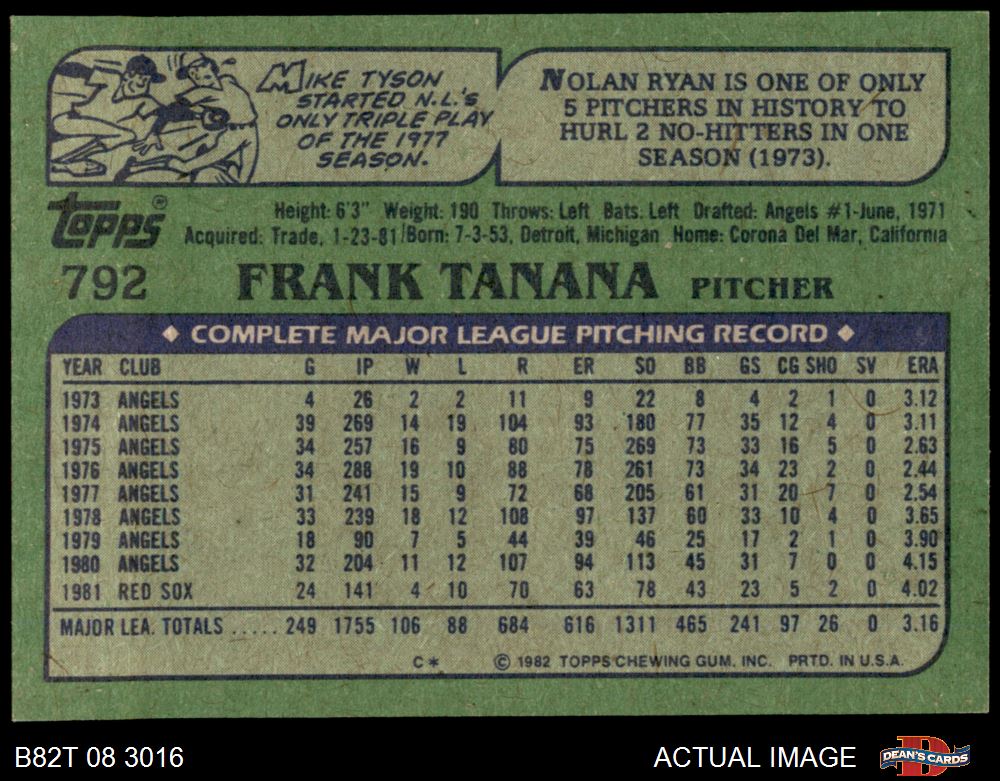 MIKE TYSON
STARTED N.L.'s
ONLY TRIPLE PLAY
OF THE 1977
SEASON.
NOLAN RYAN IS ONE OF ONLY
5 PITCHERS IN HISTORY TO
HURL 2 NO-HITTERS IN ONE
SEASON (1973).
Topps®
Height: 6'3" Weight: 190 Throws: Left Bats: Left Drafted: Angels #1-June, 1971
Acquired: Trade, 1-23-81/Born: 7-3-53, Detroit, Michigan Home: Corona Del Mar, California
792 FRANK TANANA PITCHER
◆ COMPLETE MAJOR LEAGUE PITCHING RECORD ◆
YEAR CLUB G IP W L R ER SO BB GS CG SHO SV ERA
1973 ANGELS 4 26 2 2 11 9 22 8 4 2 1 0 3.12
1974 ANGELS 39 269 14 19 104 93 180 77 35 12 4 0 3.11
1975 ANGELS 34 257 16 9 80 75 269 73 33 16 5 0 2.63
1976 ANGELS 34 288 19 10 88 78 261 73 34 23 2 0 2.44
1977 ANGELS 31 241 15 9 72 68 205 61 31 20 7 0 2.54
1978 ANGELS 33 239 18 12 108 97 137 60 33 10 4 0 3.65
1979 ANGELS 18 90 7 5 44 39 46 25 17 2 1 0 3.90
1980 ANGELS 32 204 11 12 107 94 113 45 31 7 0 0 4.15
1981 RED SOX 24 141 4 10 70 63 78 43 23 5 2 0 4.02
MAJOR LEA. TOTALS ..... 249 1755 106 88 684 616 1311 465 241 97 26 0 3.16
C* © 1982 TOPPS CHEWING GUM, INC. PRTD. IN U.S.A.
B82T 08 3016 ACTUAL IMAGE DEAN'S CARDS